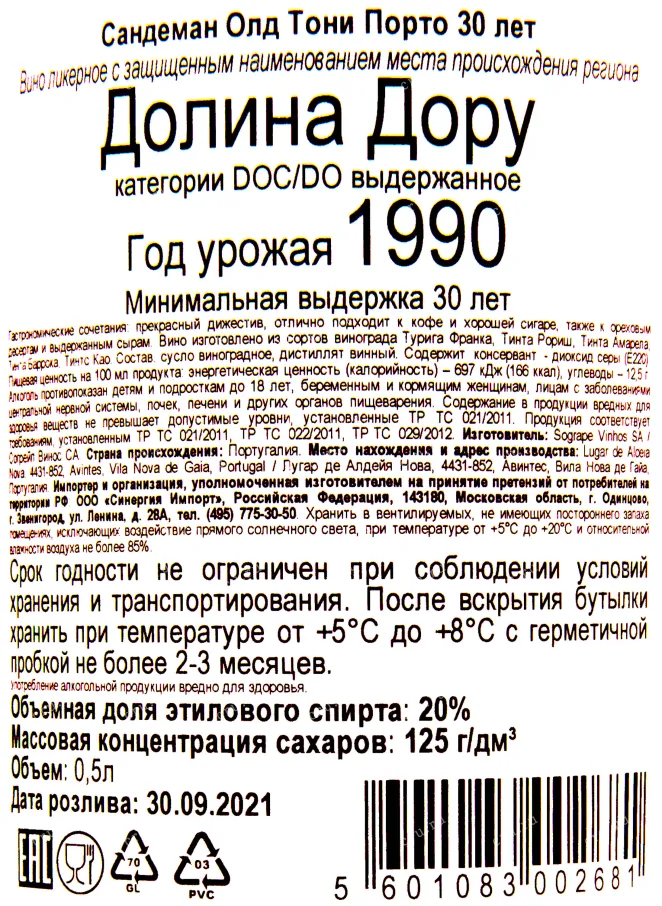 Сандеман Олд Тони Порто 30 лет
Вино ликерное с защищенным наименованием места происхождения региона
Долина Дору
категории DOC/DO выдержанное
Год урожая 1990
Минимальная выдержка 30 лет
Гастрономические сочетания: прекрасный дижестив, отлично подходит к кофе и хорошей сигаре, также к ореховым
десертам и выдержанным сырам. Вино изготовлено из сортов винограда Турига Франка, Тинта Рориш, Тинта Амарела,
Тинта Баррока, Тинтс Као. Состав: сусло виноградное, дистиллят винный. Содержит консервант - диоксид серы (E220)
Пищевая ценность на 100 мл продукта: энергетическая ценность (калорийность) – 697 кДж (166 ккал), углеводы – 12,5 г
Алкоголь противопоказан детям и подросткам до 18 лет, беременным и кормящим женщинам, лицам с заболеваниями
центральной нервной системы, почек, печени и других органов пищеварения. Содержание в продукции вредных для
здоровья веществ не превышает допустимые уровни, установленные ТР ТС 021/2011. Продукция соответствует
требованиям, установленным ТР ТС 021/2011, ТР ТС 022/2011, ТР ТС 029/2012. Изготовитель: Sogrape Vinhos SA /
Согрейп Винос СА. Страна происхождения: Португалия. Место нахождения и адрес производства: Lugar de Aldeia
Nova. 4431-852, Avintes, Vila Nova de Gaia, Portugal / Лугар де Алдейя Нова, 4431-852, Авинтес, Вила Нова де Гайа,
Португалия. Импортер и организация, уполномоченная изготовителем на принятие претензий от потребителей на
территории РФ ООО «Синергия Импорт», Российская Федерация, 143180, Московская область, г. Одинцово,
г. Звенигород, ул. Ленина, д. 28А, тел. (495) 775-30-50. Хранить в вентилируемых, не имеющих постороннего запаха
помещениях, исключающих воздействие прямого солнечного света, при температуре от +5°C до +20°C и относительной
влажности воздуха не более 85%.
Срок годности не ограничен при соблюдении условий
хранения и транспортирования. После вскрытия бутылки
хранить при температуре от +5°C до +8°C с герметичной
пробкой не более 2-3 месяцев.
Употребление алкогольной продукции вредно для здоровья.
Объемная доля этилового спирта: 20%
Массовая концентрация сахаров: 125 г/дм³
Объем: 0,5л
Дата розлива: 30.09.2021
EAC
70
GL
03
PVC
5 601083 002681